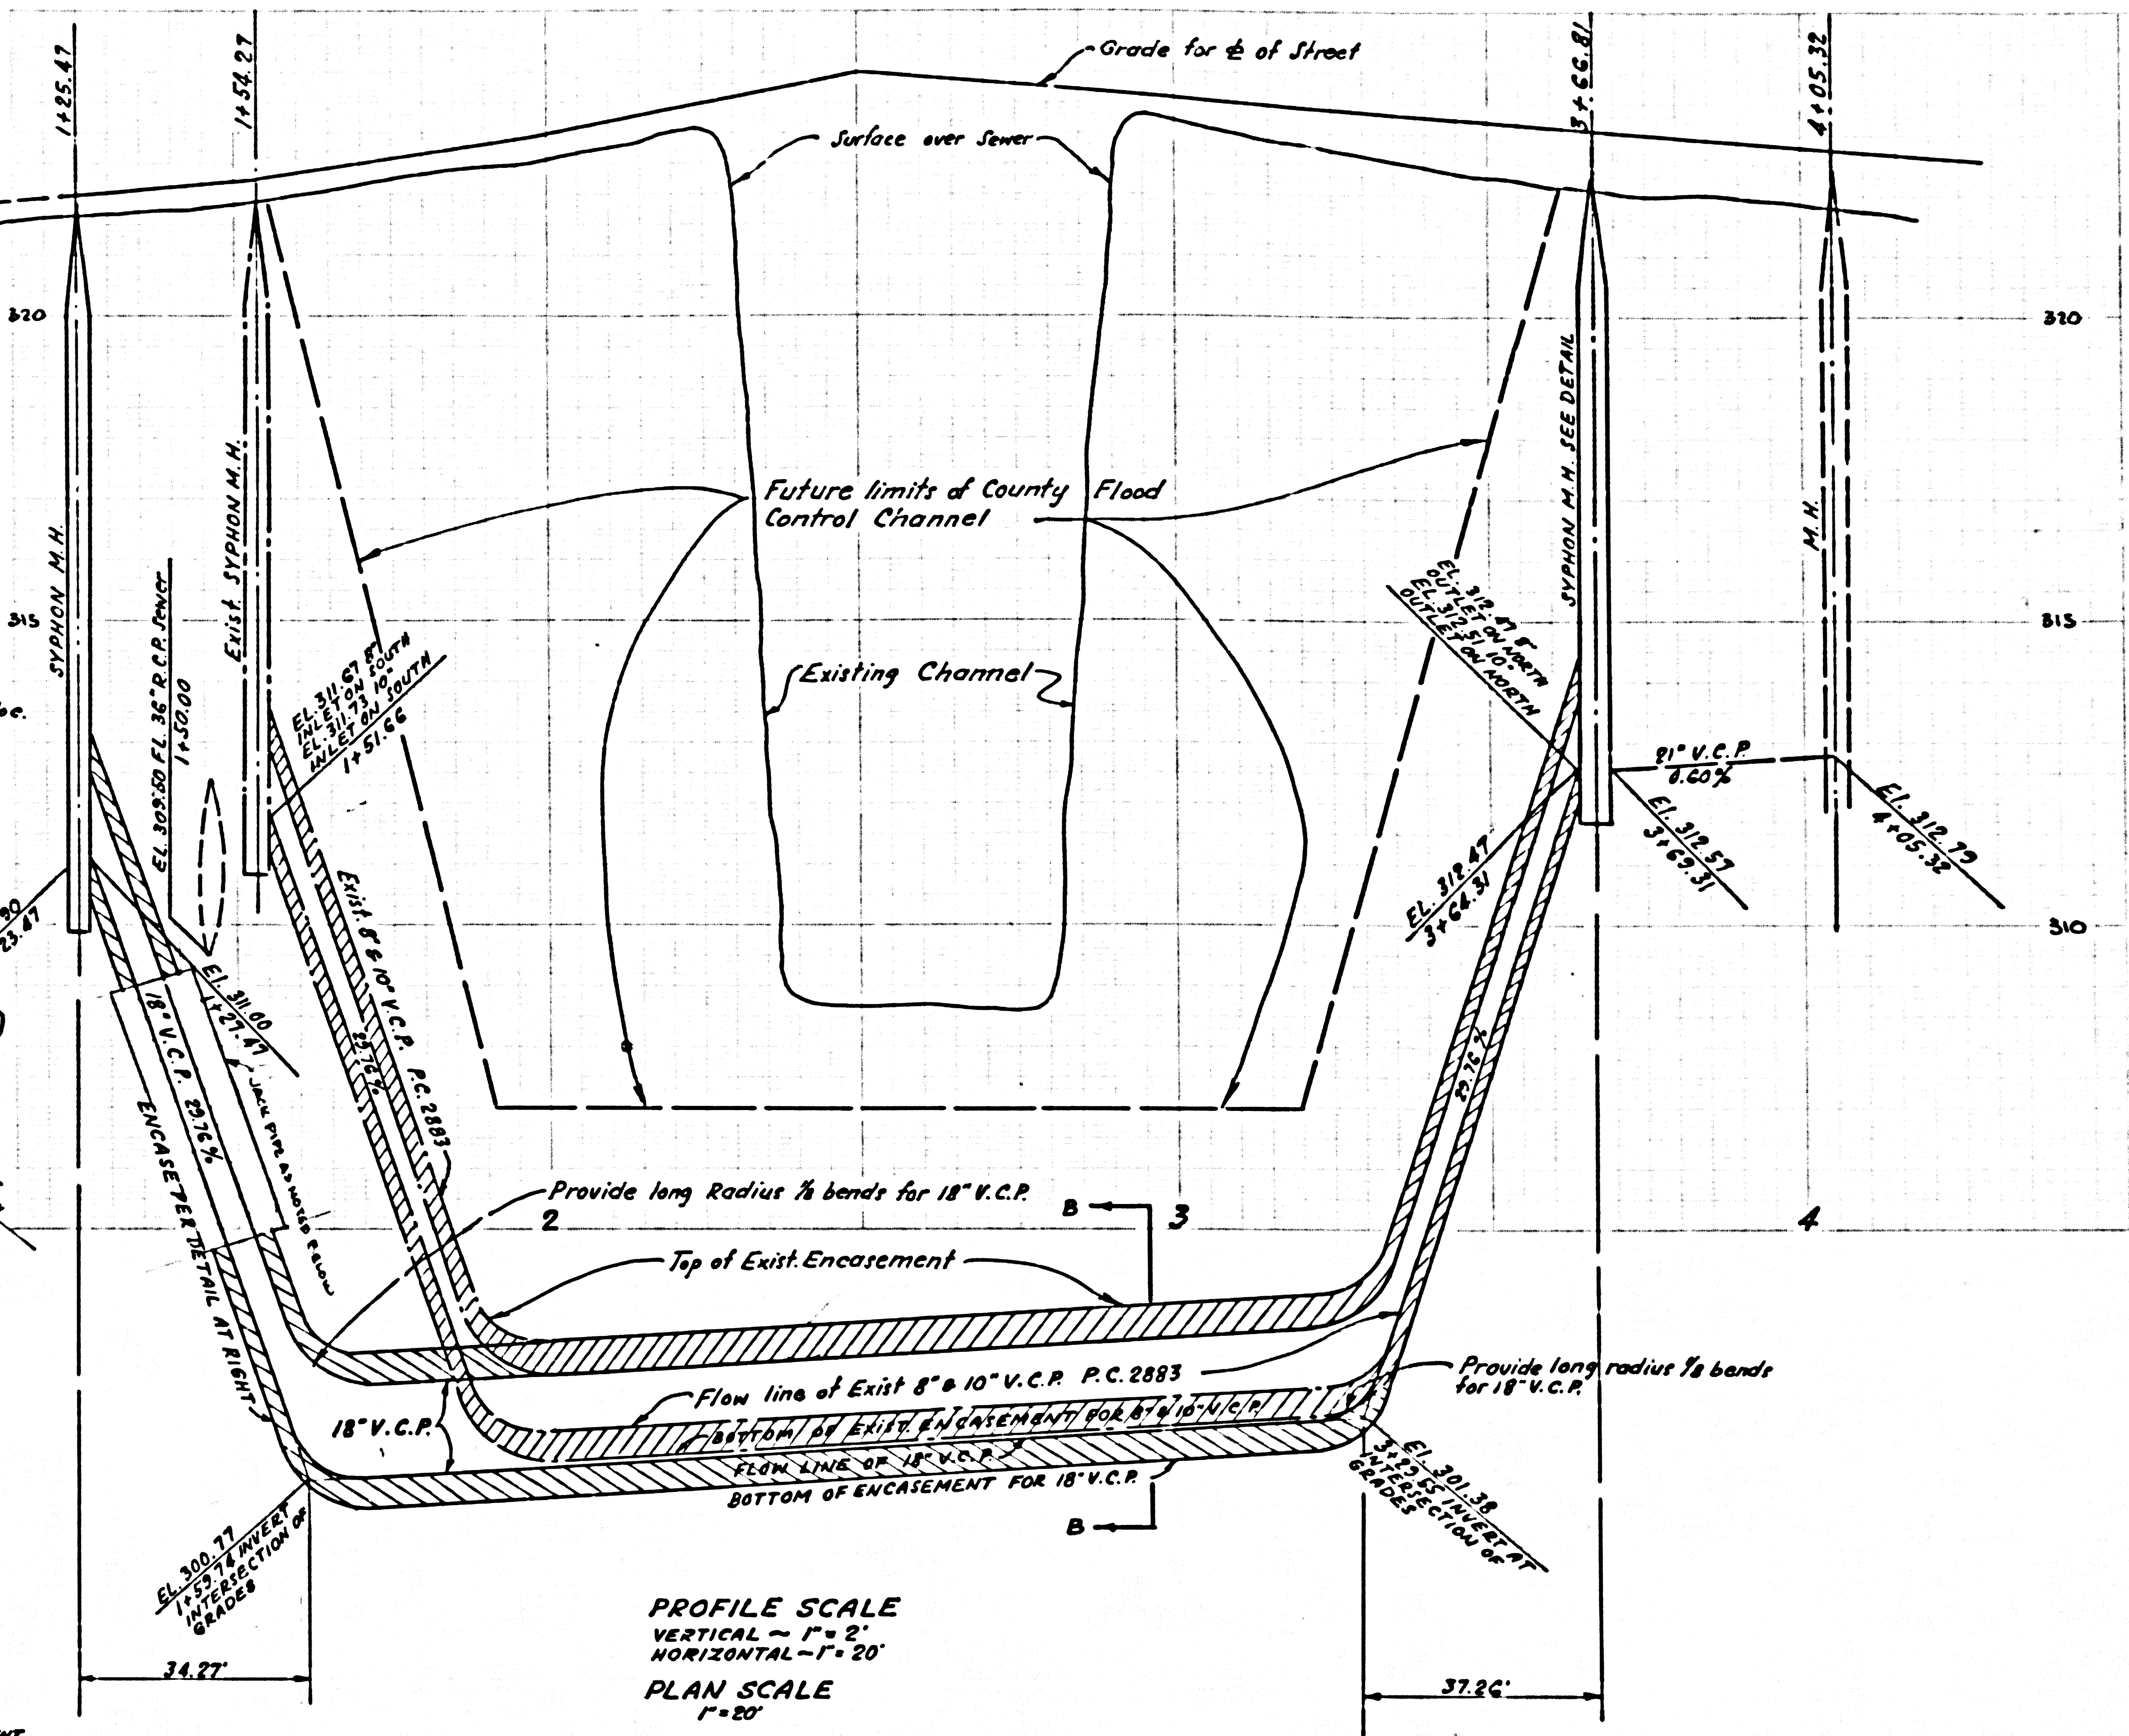 1+25.47
1+54.27
Grade for ℄ of Street
3+66.81
4+05.32
Surface over Sewer
320
320
SYPHON M.H.
Exist. SYPHON M.H.
SYPHON M.H. SEE DETAIL
M.H.
Future limits of County Flood
Control Channel
315
315
EL. 309.50 FL. 36" R.C.P. Sewer
1+50.00
EL. 311.67 8"
INLET ON SOUTH
EL. 311.73 10"
INLET ON SOUTH
1+51.66
Existing Channel
EL. 312.47 8"
OUTLET ON NORTH
EL. 312.51 10"
OUTLET ON NORTH
21" V.C.P.
0.60%
El. 312.57
3+69.31
El. 312.79
4+05.32
EL. 312.47
3+64.31
310
90
23.47
El. 311.00
1+27.47
Exist. 8" & 10" V.C.P. P.C. 2883
29.76%
29.76%
18" V.C.P. 29.76%
JACK PIPE AS NOTED BELOW
ENCASE PER DETAIL AT RIGHT
Provide long Radius 1/8 bends for 18" V.C.P.
2
B
3
4
Top of Exist. Encasement
Flow line of Exist 8" & 10" V.C.P. P.C. 2883
Provide long radius 1/8 bends
for 18" V.C.P.
18" V.C.P.
BOTTOM OF EXIST. ENCASEMENT FOR 8" & 10" V.C.P.
FLOW LINE OF 18" V.C.P.
BOTTOM OF ENCASEMENT FOR 18" V.C.P.
B
EL. 300.77
1+59.74 INVERT
INTERSECTION OF
GRADES
El. 301.38
3+29.55 INVERT AT
INTERSECTION OF
GRADES
34.27'
37.26'
PROFILE SCALE
VERTICAL ~ 1" = 2'
HORIZONTAL ~ 1" = 20'
PLAN SCALE
1" = 20'